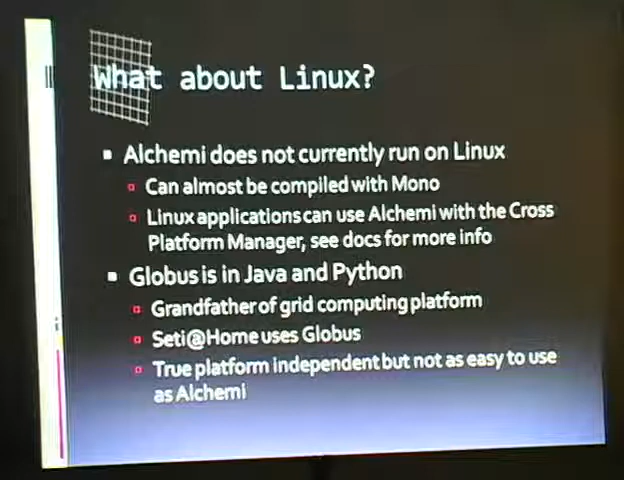 What about Linux?
Alchemi does not currently run on Linux
Can almost be compiled with Mono
Linux applications can use Alchemi with the Cross
Platform Manager, see docs for more info
Globus is in Java and Python
Grandfather of grid computing platform
Seti@Home uses Globus
True platform independent but not as easy to use
as Alchemi